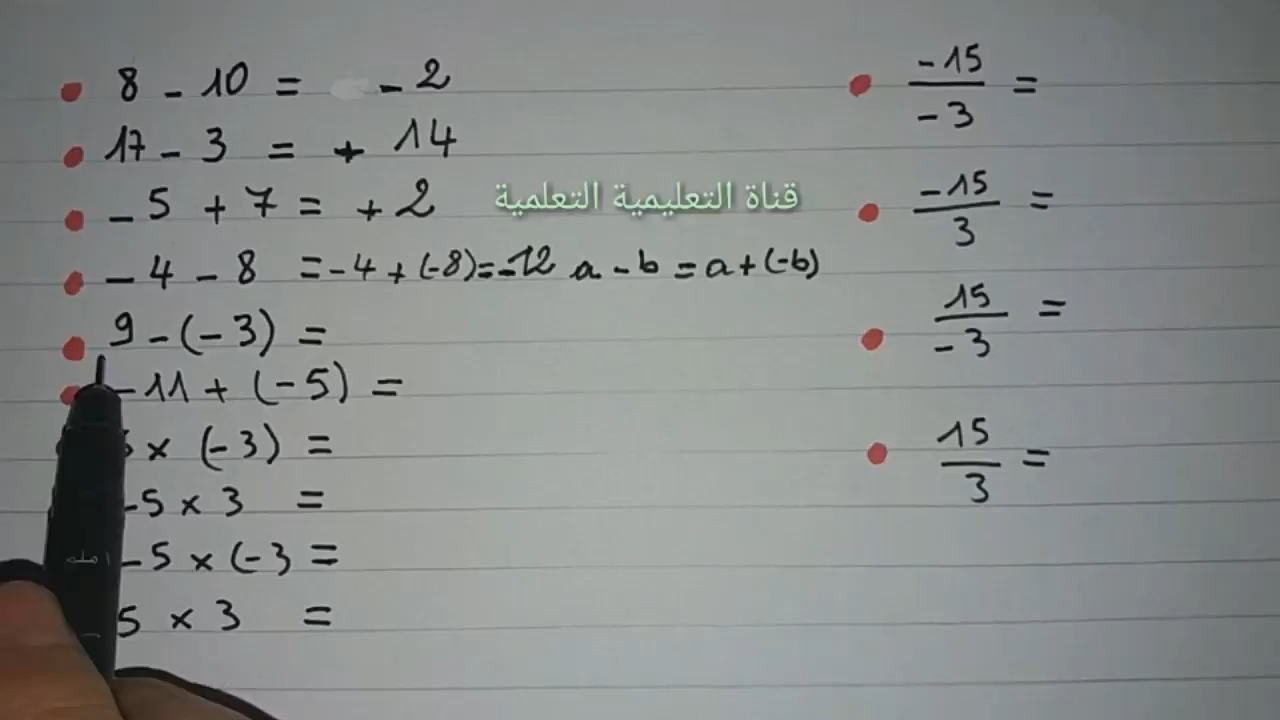 8 - 10 = - 2
17 - 3 = + 14
- 5 + 7 = + 2
قناة التعليمية التعلمية
- 4 - 8 = - 4 + (-8) = -12 a - b = a + (-b)
9 - (- 3) =
- 11 + (- 5) =
× (- 3) =
- 5 × 3 =
- 5 × (- 3 =
5 × 3 =
-15
- 3 =
-15
3 =
15
- 3 =
15
3 =